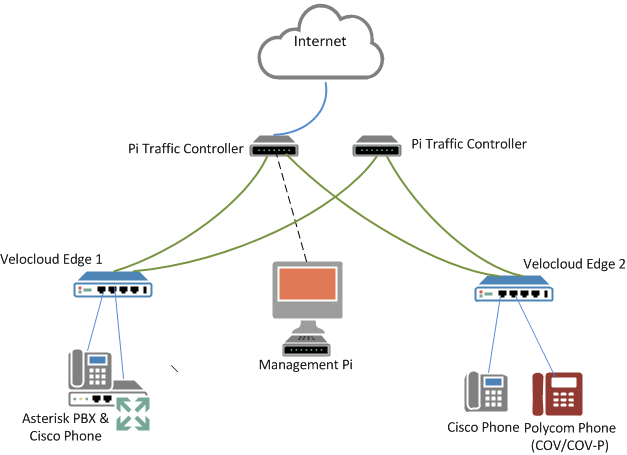 Internet
Pi Traffic Controller
Pi Traffic Controller
Velocloud Edge 1
Velocloud Edge 2
Management Pi
Asterisk PBX &
Cisco Phone
Cisco Phone
Polycom Phone
(COV/COV-P)